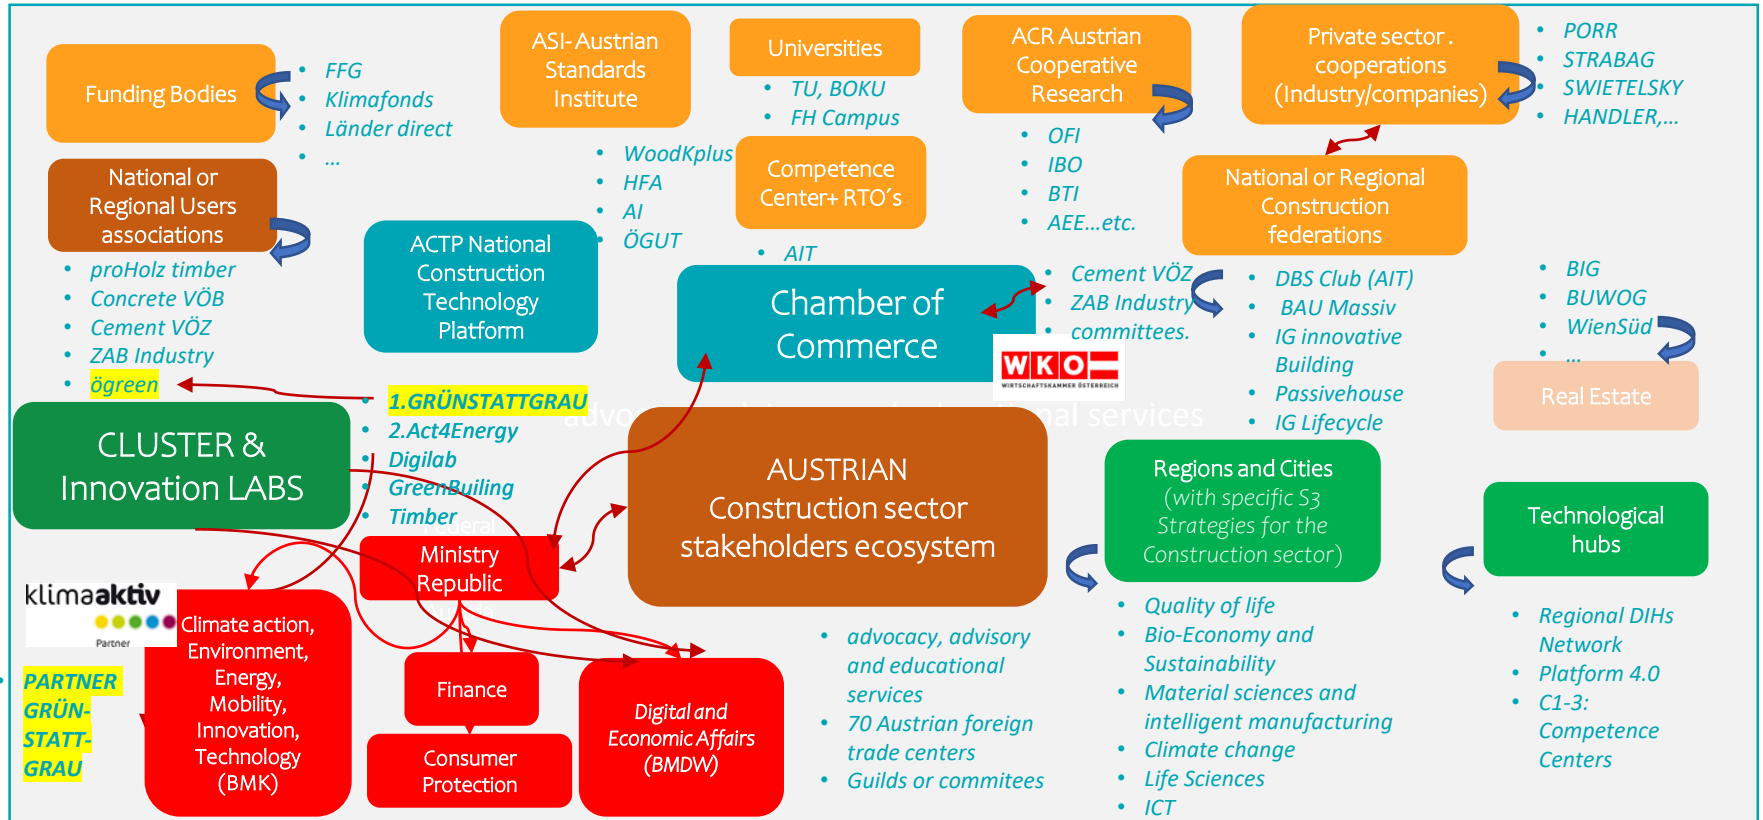 Funding Bodies
• FFG
• Klimafonds
• Länder direct
• ...
ASI- Austrian
Standards
Institute
Universities
• TU, BOKU
• FH Campus
ACR Austrian
Cooperative
Research
• OFI
• IBO
• BTI
• AEE...etc.
Private sector .
cooperations
(Industry/companies)
• PORR
• STRABAG
• SWIETELSKY
• HANDLER,...
National or
Regional Users
associations
• proHolz timber
• Concrete VÖB
• Cement VÖZ
• ZAB Industry
• ögreen
ACTP National
Construction
Technology
Platform
• WoodKplus
• HFA
• AI
• ÖGUT
Competence
Center+ RTO´s
• AIT
National or Regional
Construction
federations
Chamber of
Commerce
• Cement VÖZ
• ZAB Industry
• committees.
WKO
WIRTSCHAFTSKAMMER ÖSTERREICH
• DBS Club (AIT)
• BAU Massiv
• IG innovative
Building
• Passivehouse
• IG Lifecycle
• BIG
• BUWOG
• WienSüd
• ...
Real Estate
CLUSTER &
Innovation LABS
• 1.GRÜNSTATTGRAU
• 2.Act4Energy
• Digilab
• GreenBuiling
• Timber
AUSTRIAN
Construction sector
stakeholders ecosystem
Regions and Cities
(with specific S3
Strategies for the
Construction sector)
Technological
hubs
Federal
Ministry
Republic
Austria
klimaaktiv
Partner
• PARTNER
GRÜN-
STATT-
GRAU
Climate action,
Environment,
Energy,
Mobility,
Innovation,
Technology
(BMK)
Finance
Consumer
Protection
Digital and
Economic Affairs
(BMDW)
• advocacy, advisory
and educational
services
• 70 Austrian foreign
trade centers
• Guilds or commitees
• Quality of life
• Bio-Economy and
Sustainability
• Material sciences and
intelligent manufacturing
• Climate change
• Life Sciences
• ICT
• Regional DIHs
Network
• Platform 4.0
• C1-3:
Competence
Centers